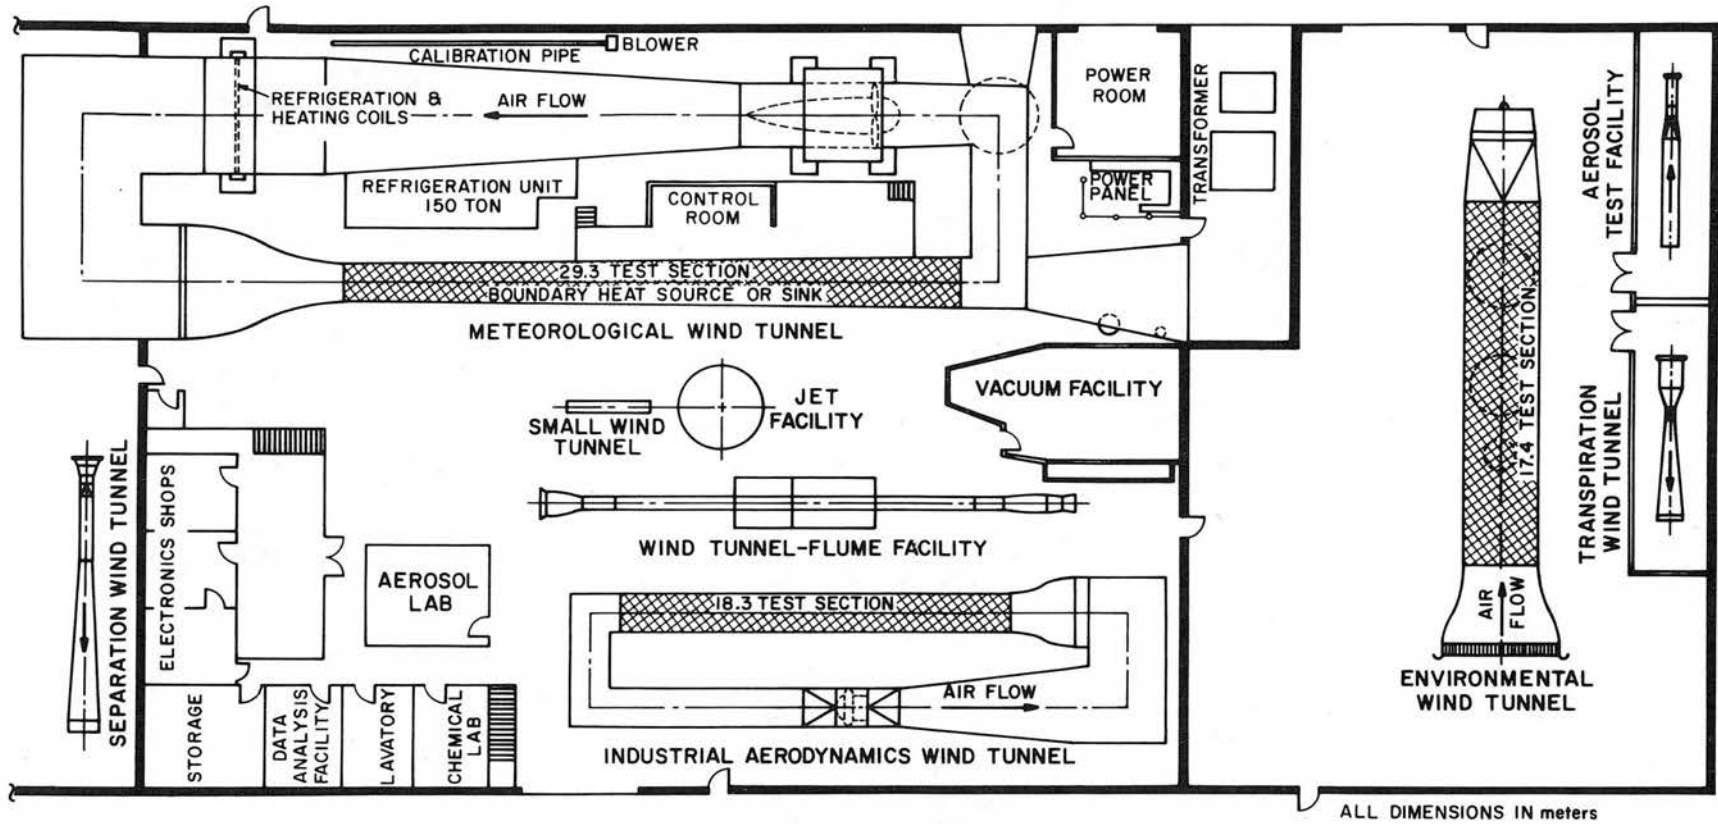 BLOWER
CALIBRATION PIPE
REFRIGERATION &
HEATING COILS
AIR FLOW
REFRIGERATION UNIT
150 TON
CONTROL
ROOM
POWER
ROOM
POWER
PANEL
TRANSFORMER
AEROSOL
TEST FACILITY
29.3 TEST SECTION
BOUNDARY HEAT SOURCE OR SINK
METEOROLOGICAL WIND TUNNEL
JET
FACILITY
SMALL WIND
TUNNEL
VACUUM FACILITY
17.4 TEST SECTION
TRANSPIRATION
WIND TUNNEL
SEPARATION WIND TUNNEL
ELECTRONICS SHOPS
AEROSOL
LAB
WIND TUNNEL-FLUME FACILITY
18.3 TEST SECTION
AIR FLOW
INDUSTRIAL AERODYNAMICS WIND TUNNEL
AIR
FLOW
ENVIRONMENTAL
WIND TUNNEL
STORAGE
DATA
ANALYSIS
FACILITY
LAVATORY
CHEMICAL
LAB
ALL DIMENSIONS IN meters